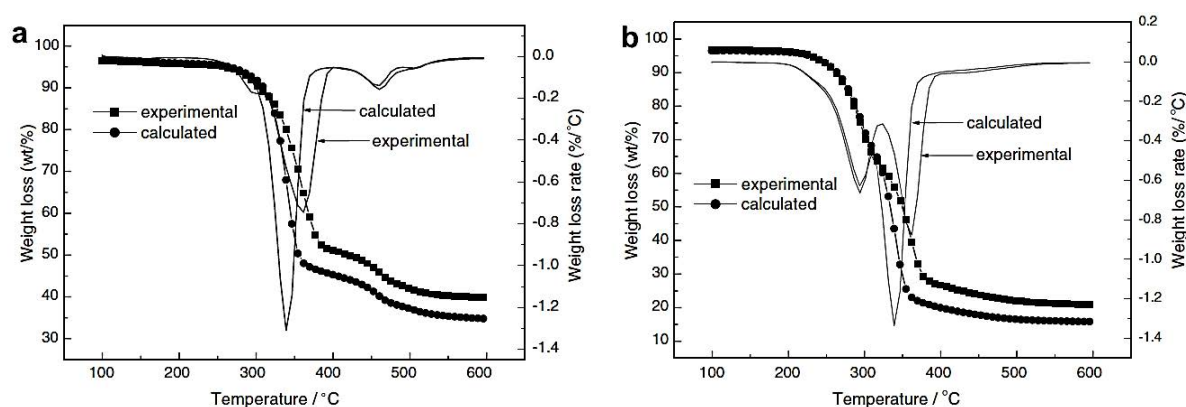 a
100
90
80
70
60
50
40
30
Weight loss (wt/%)
experimental
calculated
calculated
experimental
0.0
-0.2
-0.4
-0.6
-0.8
-1.0
-1.2
-1.4
Weight loss rate (%/°C)
100
200
300
400
500
600
Temperature / °C
b
100
90
80
70
60
50
40
30
20
10
Weight loss (wt/%)
experimental
calculated
calculated
experimental
0.2
0.0
-0.2
-0.4
-0.6
-0.8
-1.0
-1.2
-1.4
Weight loss rate (%/°C)
100
200
300
400
500
600
Temperature / °C